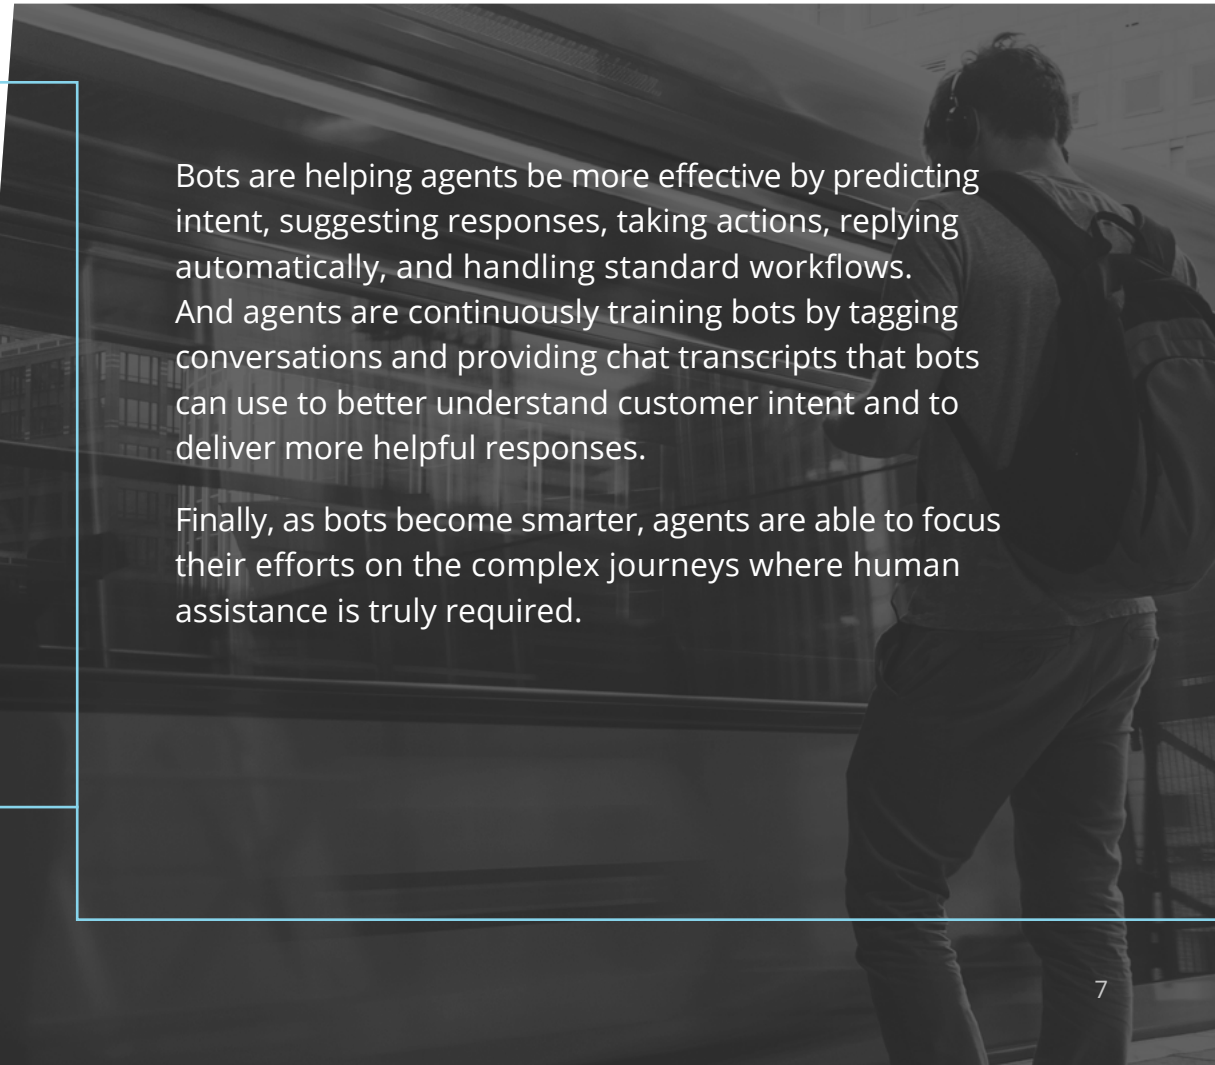 Bots are helping agents be more effective by predicting
intent, suggesting responses, taking actions, replying
automatically, and handling standard workflows.
And agents are continuously training bots by tagging
conversations and providing chat transcripts that bots
can use to better understand customer intent and to
deliver more helpful responses.
Finally, as bots become smarter, agents are able to focus
their efforts on the complex journeys where human
assistance is truly required.
7